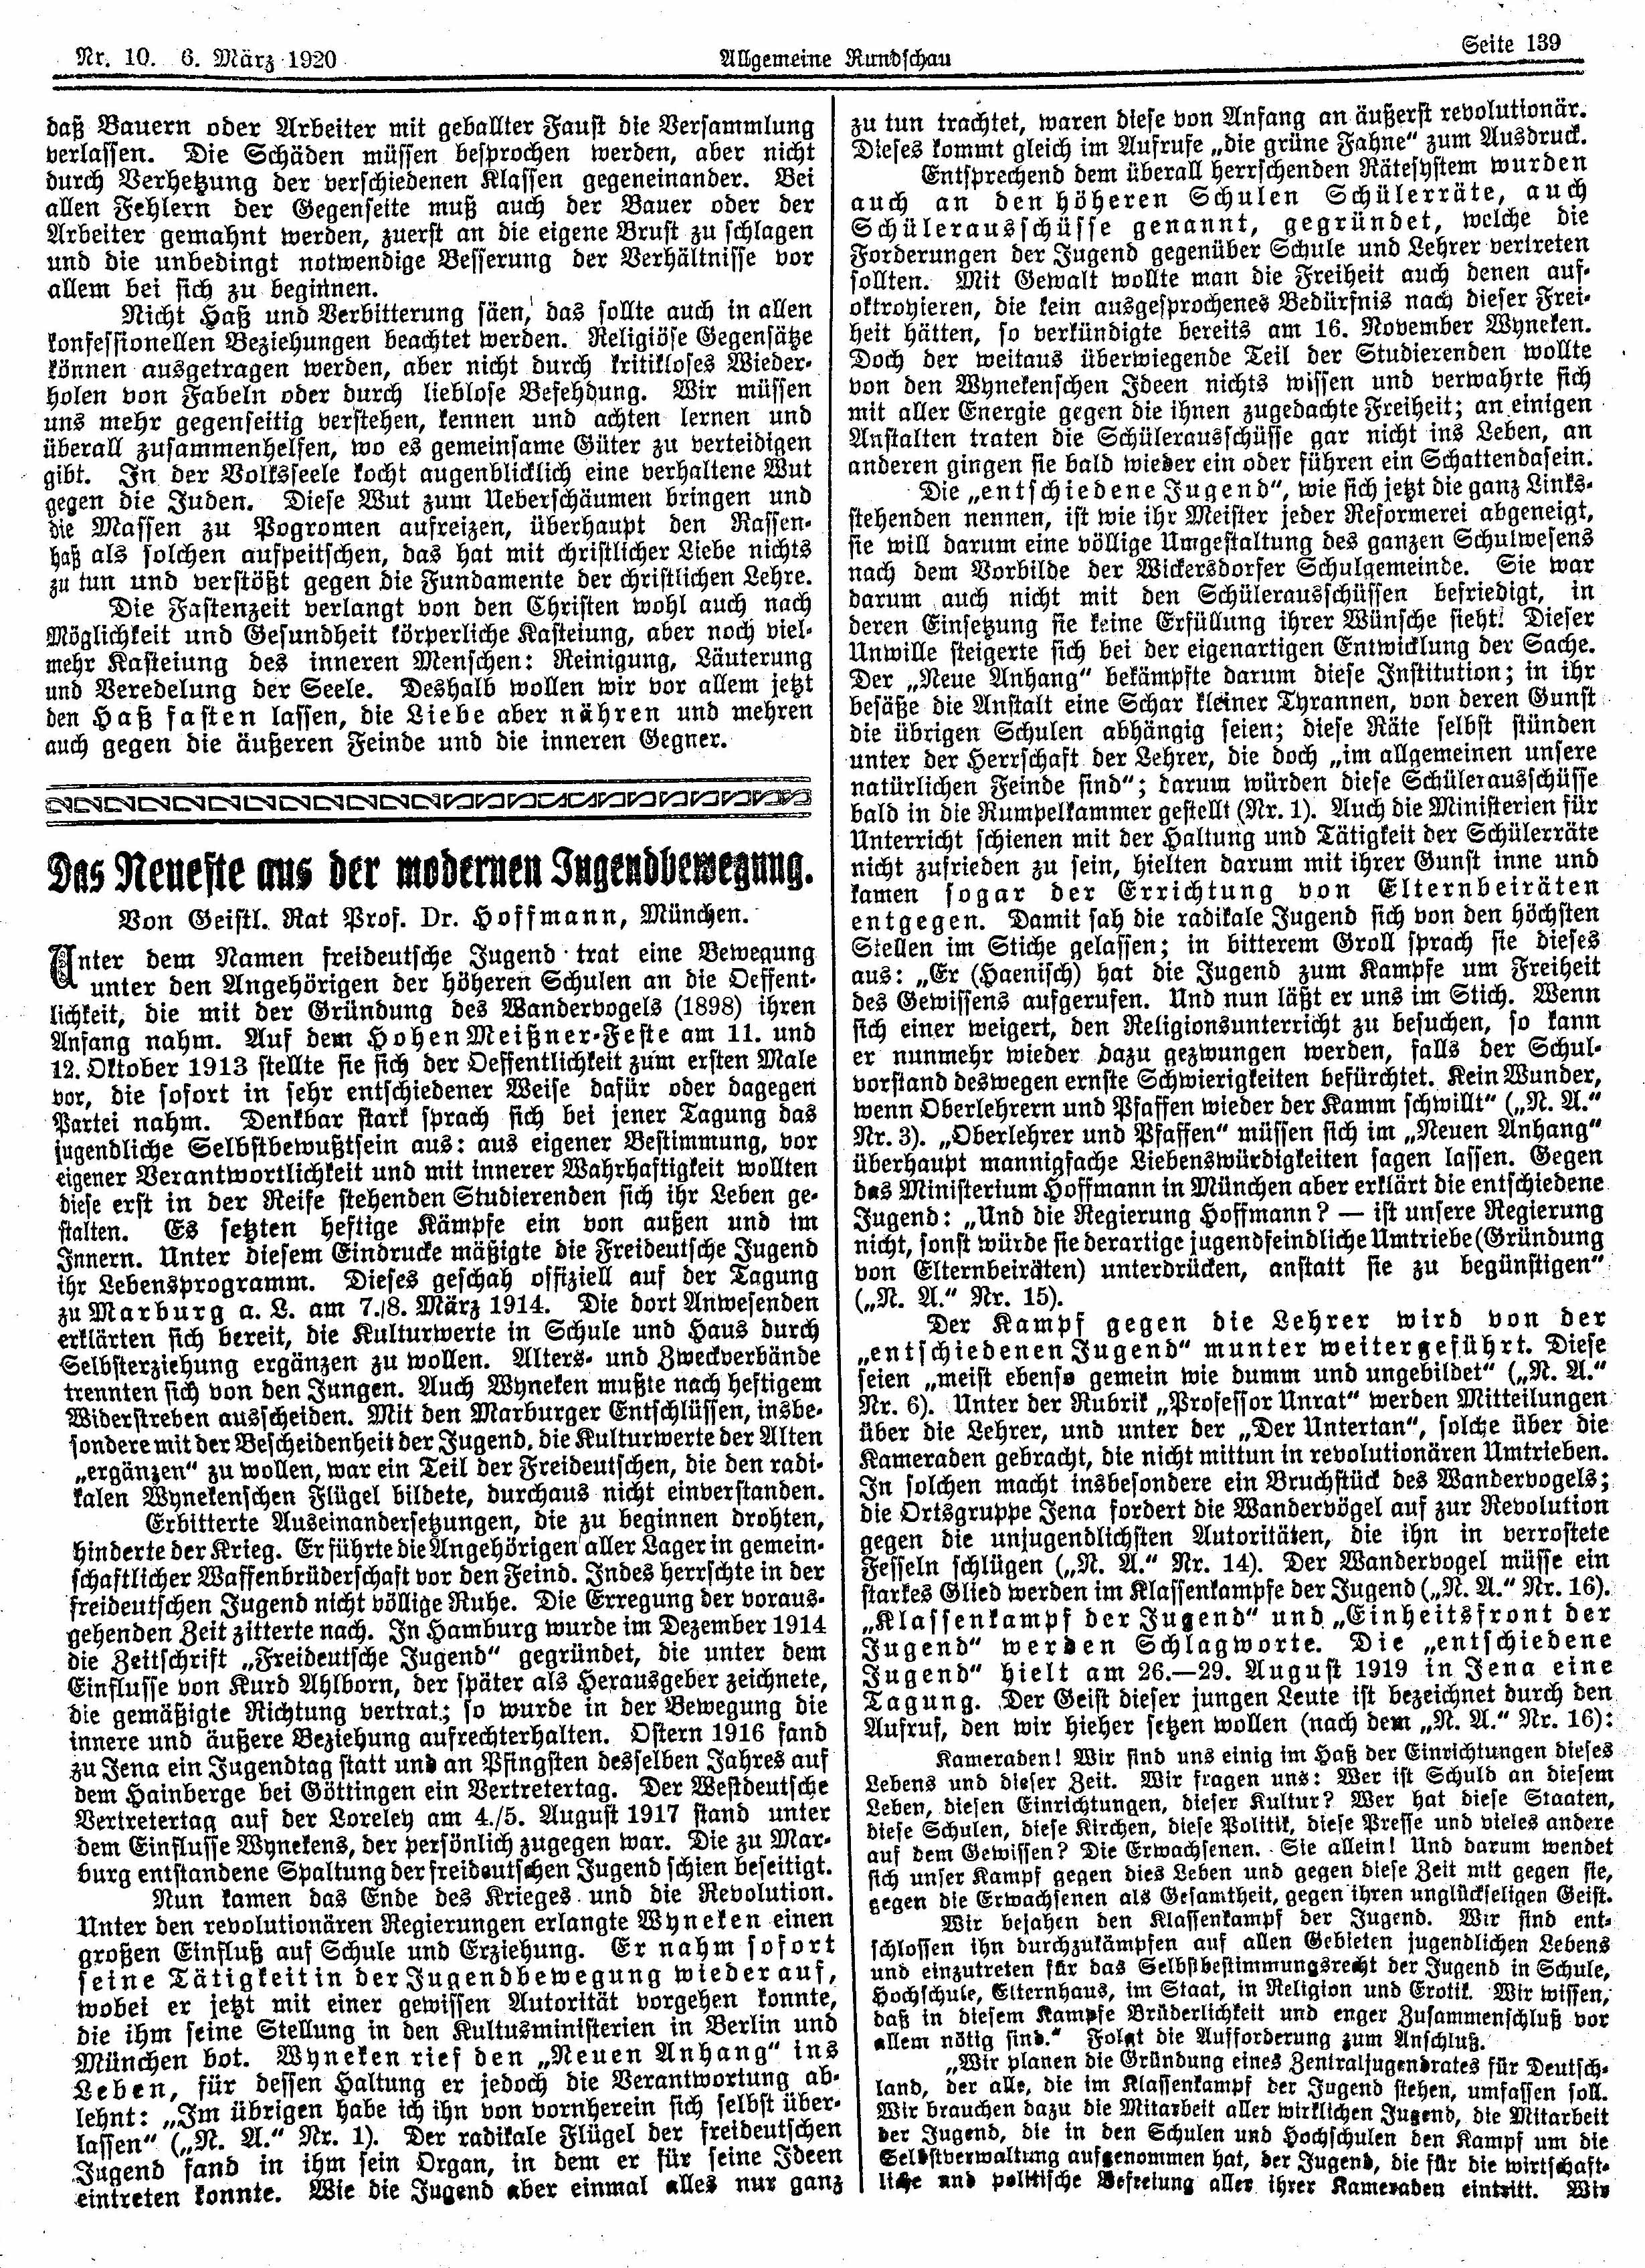 Nr. 10. 6. März 1920
Allgemeine Rundschau
Seite 139
daß Bauern oder Arbeiter mit geballter Faust die Versammlung
verlassen. Die Schäden müssen besprochen werden, aber nicht
durch Verhetzung der verschiedenen Klassen gegeneinander. Bei
allen Fehlern der Gegenseite muß auch der Bauer oder der
Arbeiter gemahnt werden, zuerst an die eigene Brust zu schlagen
und die unbedingt notwendige Besserung der Verhältnisse vor
allem bei sich zu beginnen.
Nicht Haß und Verbitterung säen, das sollte auch in allen
konfessionellen Beziehungen beachtet werden. Religiöse Gegensätze
können ausgetragen werden, aber nicht durch kritikloses Wieder-
holen von Fabeln oder durch lieblose Befehdung. Wir müssen
uns mehr gegenseitig verstehen, kennen und achten lernen und
überall zusammenhelfen, wo es gemeinsame Güter zu verteidigen
gibt. In der Volksseele kocht augenblicklich eine verhaltene Wut
gegen die Juden. Diese Wut zum Ueberschäumen bringen und
die Massen zu Pogromen aufreizen, überhaupt den Rassen-
haß als solchen aufpeitschen, das hat mit christlicher Liebe nichts
zu tun und verstößt gegen die Fundamente der christlichen Lehre.
Die Fastenzeit verlangt von den Christen wohl auch nach
Möglichkeit und Gesundheit körperliche Kasteiung, aber noch viel-
mehr Kasteiung des inneren Menschen: Reinigung, Läuterung
und Veredelung der Seele. Deshalb wollen wir vor allem jetzt
den Haß fasten lassen, die Liebe aber nähren und mehren
auch gegen die äußeren Feinde und die inneren Gegner.
Das Neueste aus der modernen Jugendbewegung.
Von Geistl. Rat Prof. Dr. Hoffmann, München.
Unter dem Namen freideutsche Jugend trat eine Bewegung
unter den Angehörigen der höheren Schulen an die Oeffent-
lichkeit, die mit der Gründung des Wandervogels (1898) ihren
Anfang nahm. Auf dem Hohen Meißner-Feste am 11. und
12. Oktober 1913 stellte sie sich der Oeffentlichkeit zum ersten Male
vor, die sofort in sehr entschiedener Weise dafür oder dagegen
Partei nahm. Denkbar stark sprach sich bei jener Tagung das
jugendliche Selbstbewußtsein aus: aus eigener Bestimmung, vor
eigener Verantwortlichkeit und mit innerer Wahrhaftigkeit wollten
diese erst in der Reife stehenden Studierenden sich ihr Leben ge-
stalten. Es setzten heftige Kämpfe ein von außen und im
Innern. Unter diesem Eindrucke mäßigte die Freideutsche Jugend
ihr Lebensprogramm. Dieses geschah offiziell auf der Tagung
zu Marburg a. L. am 7./8. März 1914. Die dort Anwesenden
erklärten sich bereit, die Kulturwerte in Schule und Haus durch
Selbsterziehung ergänzen zu wollen. Alters- und Zweckverbände
trennten sich von den Jungen. Auch Wyneken mußte nach heftigem
Widerstreben ausscheiden. Mit den Marburger Entschlüssen, insbe-
sondere mit der Bescheidenheit der Jugend, die Kulturwerte der Alten
„ergänzen“ zu wollen, war ein Teil der Freideutschen, die den radi-
kalen Wynekenschen Flügel bildete, durchaus nicht einverstanden.
Erbitterte Auseinandersetzungen, die zu beginnen drohten,
hinderte der Krieg. Er führte die Angehörigen aller Lager in gemein-
schaftlicher Waffenbrüderschaft vor den Feind. Indes herrschte in der
freideutschen Jugend nicht völlige Ruhe. Die Erregung der voraus-
gehenden Zeit zitterte nach. In Hamburg wurde im Dezember 1914
die Zeitschrift „Freideutsche Jugend“ gegründet, die unter dem
Einflusse von Kurd Ahlborn, der später als Herausgeber zeichnete,
die gemäßigte Richtung vertrat; so wurde in der Bewegung die
innere und äußere Beziehung aufrechterhalten. Ostern 1916 fand
zu Jena ein Jugendtag statt und an Pfingsten desselben Jahres auf
dem Hainberge bei Göttingen ein Vertretertag. Der Westdeutsche
Vertretertag auf der Loreley am 4./5. August 1917 stand unter
dem Einflusse Wynekens, der persönlich zugegen war. Die zu Mar-
burg entstandene Spaltung der freideutschen Jugend schien beseitigt.
Nun kamen das Ende des Krieges und die Revolution.
Unter den revolutionären Regierungen erlangte Wyneken einen
großen Einfluß auf Schule und Erziehung. Er nahm sofort
seine Tätigkeit in der Jugendbewegung wieder auf,
wobei er jetzt mit einer gewissen Autorität vorgehen konnte,
die ihm seine Stellung in den Kultusministerien in Berlin und
München bot. Wyneken rief den „Neuen Anhang“ ins
Leben, für dessen Haltung er jedoch die Verantwortung ab-
lehnt: „Im übrigen habe ich ihn von vornherein sich selbst über-
lassen“ („N. A.“ Nr. 1). Der radikale Flügel der freideutschen
Jugend fand in ihm sein Organ, in dem er für seine Ideen
eintreten konnte. Wie die Jugend aber einmal alles nur ganz
zu tun trachtet, waren diese von Anfang an äußerst revolutionär.
Dieses kommt gleich im Aufrufe „die grüne Fahne“ zum Ausdruck.
Entsprechend dem überall herrschenden Rätesystem wurden
auch an den höheren Schulen Schülerräte, auch
Schülerausschüsse genannt, gegründet, welche die
Forderungen der Jugend gegenüber Schule und Lehrer vertreten
sollten. Mit Gewalt wollte man die Freiheit auch denen auf-
oktroyieren, die kein ausgesprochenes Bedürfnis nach dieser Frei-
heit hätten, so verkündigte bereits am 16. November Wyneken.
Doch der weitaus überwiegende Teil der Studierenden wollte
von den Wynekenschen Ideen nichts wissen und verwahrte sich
mit aller Energie gegen die ihnen zugedachte Freiheit; an einigen
Anstalten traten die Schülerausschüsse gar nicht ins Leben, an
anderen gingen sie bald wieder ein oder führen ein Schattendasein.
Die „entschiedene Jugend“, wie sich jetzt die ganz Links-
stehenden nennen, ist wie ihr Meister jeder Reformerei abgeneigt,
sie will darum eine völlige Umgestaltung des ganzen Schulwesens
nach dem Vorbilde der Wickersdorfer Schulgemeinde. Sie war
darum auch nicht mit den Schülerausschüssen befriedigt, in
deren Einsetzung sie keine Erfüllung ihrer Wünsche sieht! Dieser
Unwille steigerte sich bei der eigenartigen Entwicklung der Sache.
Der „Neue Anhang“ bekämpfte darum diese Institution; in ihr
besäße die Anstalt eine Schar kleiner Tyrannen, von deren Gunst
die übrigen Schulen abhängig seien; diese Räte selbst stünden
unter der Herrschaft der Lehrer, die doch „im allgemeinen unsere
natürlichen Feinde sind“; darum würden diese Schülerausschüsse
bald in die Rumpelkammer gestellt (Nr. 1). Auch die Ministerien für
Unterricht schienen mit der Haltung und Tätigkeit der Schülerräte
nicht zufrieden zu sein, hielten darum mit ihrer Gunst inne und
kamen sogar der Errichtung von Elternbeiräten
entgegen. Damit sah die radikale Jugend sich von den höchsten
Stellen im Stiche gelassen; in bitterem Groll sprach sie dieses
aus: „Er (Haenisch) hat die Jugend zum Kampfe um Freiheit
des Gewissens aufgerufen. Und nun läßt er uns im Stich. Wenn
sich einer weigert, den Religionsunterricht zu besuchen, so kann
er nunmehr wieder dazu gezwungen werden, falls der Schul-
vorstand deswegen ernste Schwierigkeiten befürchtet. Kein Wunder,
wenn Oberlehrern und Pfaffen wieder der Kamm schwillt“ („N. A.“
Nr. 3). „Oberlehrer und Pfaffen“ müssen sich im „Neuen Anhang“
überhaupt mannigfache Liebenswürdigkeiten sagen lassen. Gegen
das Ministerium Hoffmann in München aber erklärt die entschiedene
Jugend: „Und die Regierung Hoffmann? — ist unsere Regierung
nicht, sonst würde sie derartige jugendfeindliche Umtriebe (Gründung
von Elternbeiräten) unterdrücken, anstatt sie zu begünstigen“
(„N. A.“ Nr. 15).
Der Kampf gegen die Lehrer wird von der
„entschiedenen Jugend“ munter weitergeführt. Diese
seien „meist ebenso gemein wie dumm und ungebildet“ („N. A.“
Nr. 6). Unter der Rubrik „Professor Unrat“ werden Mitteilungen
über die Lehrer, und unter der „Der Untertan“, solche über die
Kameraden gebracht, die nicht mittun in revolutionären Umtrieben.
In solchen macht insbesondere ein Bruchstück des Wandervogels;
die Ortsgruppe Jena fordert die Wandervögel auf zur Revolution
gegen die unjugendlichsten Autoritäten, die ihn in verrostete
Fesseln schlügen („N. A.“ Nr. 14). Der Wandervogel müsse ein
starkes Glied werden im Klassenkampfe der Jugend („N. A.“ Nr. 16).
„Klassenkampf der Jugend“ und „Einheitsfront der
Jugend“ werden Schlagworte. Die „entschiedene
Jugend“ hielt am 26.—29. August 1919 in Jena eine
Tagung. Der Geist dieser jungen Leute ist bezeichnet durch den
Aufruf, den wir hieher setzen wollen (nach dem „N. A.“ Nr. 16):
Kameraden! Wir sind uns einig im Haß der Einrichtungen dieses
Lebens und dieser Zeit. Wir fragen uns: Wer ist Schuld an diesem
Leben, diesen Einrichtungen, dieser Kultur? Wer hat diese Staaten,
diese Schulen, diese Kirchen, diese Politik, diese Presse und vieles andere
auf dem Gewissen? Die Erwachsenen. Sie allein! Und darum wendet
sich unser Kampf gegen dies Leben und gegen diese Zeit mit gegen sie,
gegen die Erwachsenen als Gesamtheit, gegen ihren unglückseligen Geist.
Wir bejahen den Klassenkampf der Jugend. Wir sind ent-
schlossen ihn durchzukämpfen auf allen Gebieten jugendlichen Lebens
und einzutreten für das Selbstbestimmungsrecht der Jugend in Schule,
Hochschule, Elternhaus, im Staat, in Religion und Erotik. Wir wissen,
daß in diesem Kampfe Brüderlichkeit und enger Zusammenschluß vor
allem nötig sind.“ Folgt die Aufforderung zum Anschluß.
„Wir planen die Gründung eines Zentraljugendrates für Deutsch-
land, der alle, die im Klassenkampf der Jugend stehen, umfassen soll.
Wir brauchen dazu die Mitarbeit aller wirklichen Jugend, die Mitarbeit
der Jugend, die in den Schulen und Hochschulen den Kampf um die
Selbstverwaltung aufgenommen hat, der Jugend, die für die wirtschaft-
liche und politische Befreiung aller ihrer Kameraden eintritt. Wir